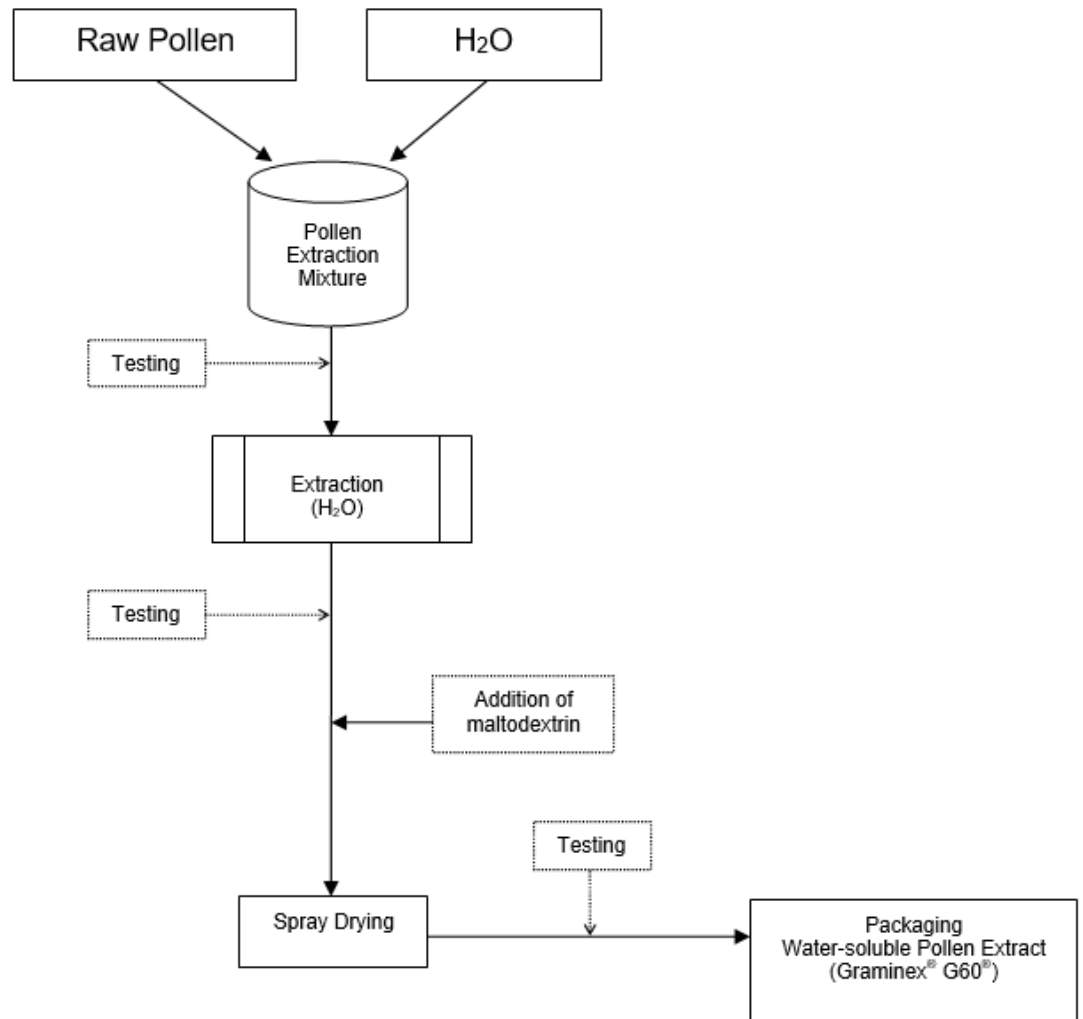 Raw Pollen
H₂O
Pollen
Extraction
Mixture
Testing
Extraction
(H₂O)
Testing
Addition of
maltodextrin
Testing
Spray Drying
Packaging
Water-soluble Pollen Extract
(Graminex® G60®)